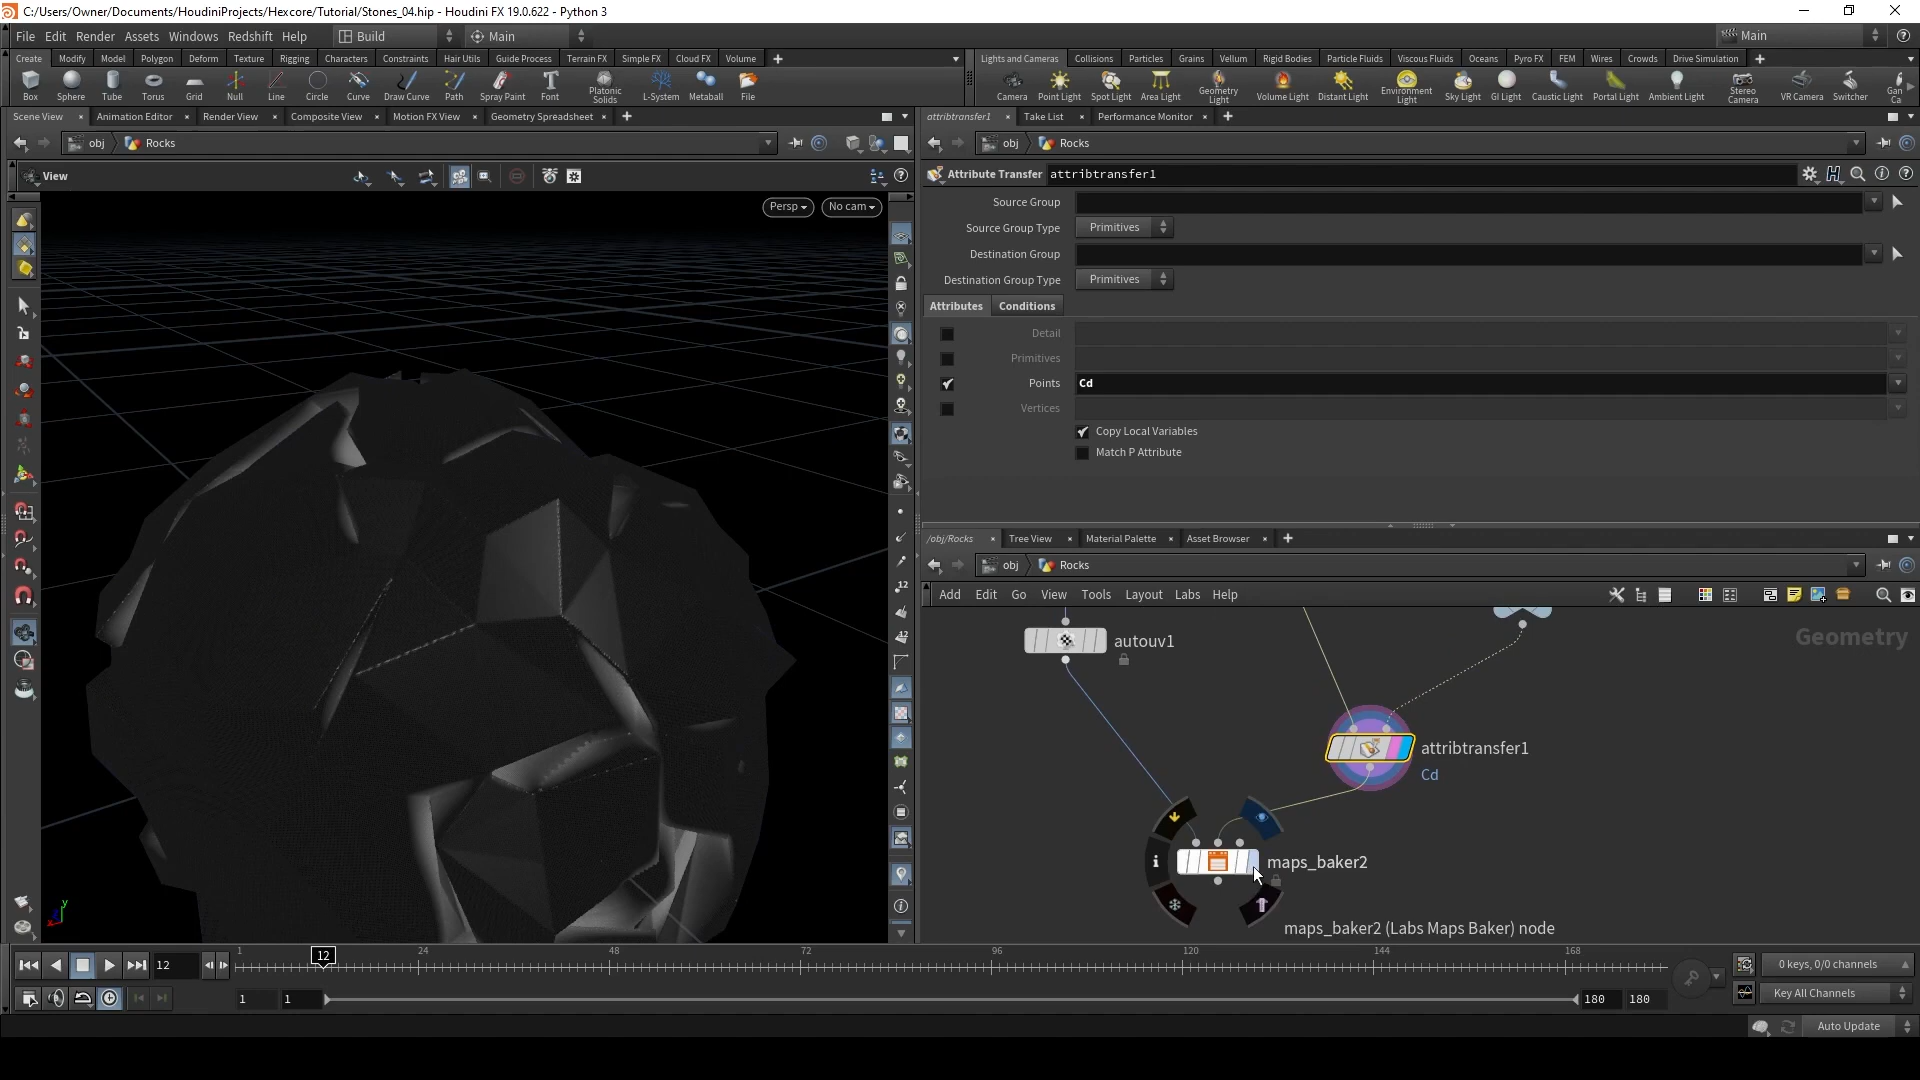 C:/Users/Owner/Documents/HoudiniProjects/Hexcore/Tutorial/Stones_04.hip - Houdini FX 19.0.622 - Python 3
File Edit Render Assets Windows Redshift Help Build Main Main
Create Modify Model Polygon Deform Texture Rigging Characters Constraints Hair Utils Guide Process Terrain FX Simple FX Cloud FX Volume
Lights and Cameras Collisions Particles Grains Vellum Rigid Bodies Particle Fluids Viscous Fluids Oceans Pyro FX FEM Wires Crowds Drive Simulation
Box Sphere Tube Torus Grid Null Line Circle Curve Draw Curve Path Spray Paint Font Platonic Solids L-System Metaball File
Camera Point Light Spot Light Area Light Geometry Light Volume Light Distant Light Environment Light Sky Light GI Light Caustic Light Portal Light Ambient Light Stereo Camera VR Camera Switcher Gan Ca
Scene View Animation Editor Render View Composite View Motion FX View Geometry Spreadsheet
attribtransfer1 Take List Performance Monitor
obj Rocks
obj Rocks
View
Persp No cam
Attribute Transfer attribtransfer1
Source Group
Source Group Type Primitives
Destination Group
Destination Group Type Primitives
Attributes Conditions
Detail
Primitives
Points Cd
Vertices
Copy Local Variables
Match P Attribute
/obj/Rocks Tree View Material Palette Asset Browser
obj Rocks
Add Edit Go View Tools Layout Labs Help
Geometry
autouv1
attribtransfer1
Cd
maps_baker2
maps_baker2 (Labs Maps Baker) node
1 12 24 48 72 96 120 144 168
12
0 keys, 0/0 channels
1 1 180 180
Key All Channels
Auto Update